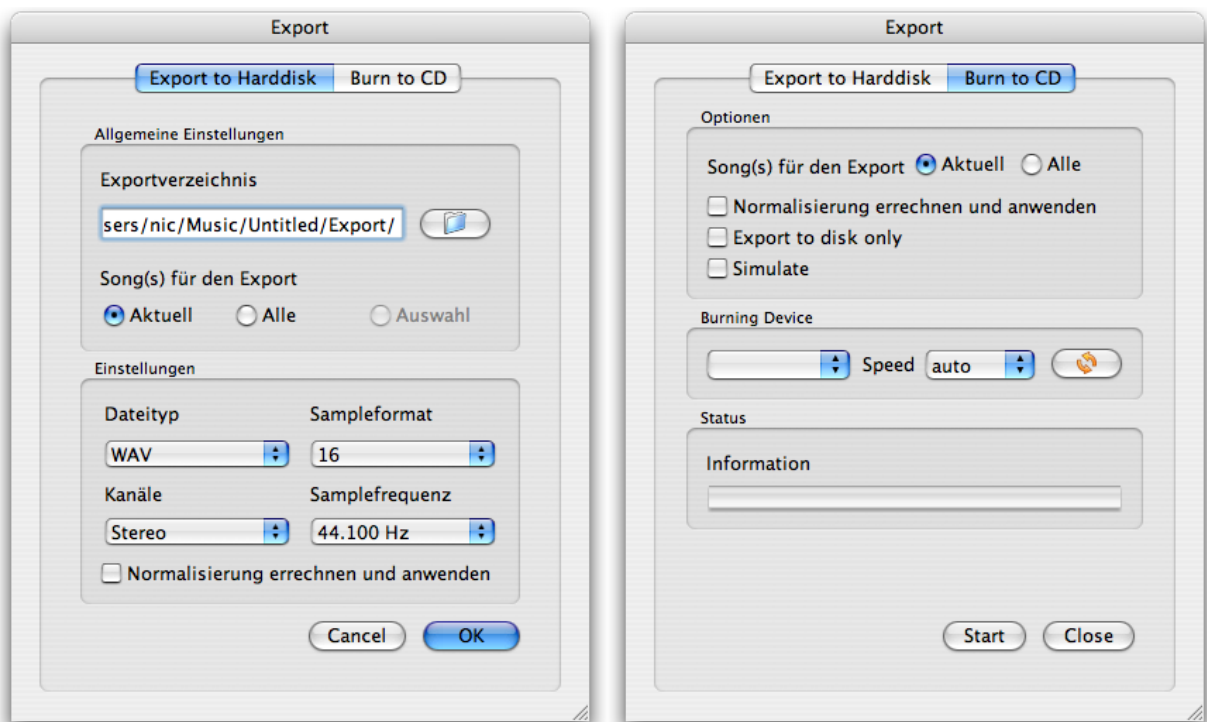 Export
Export to Harddisk Burn to CD
Allgemeine Einstellungen
Exportverzeichnis
sers/nic/Music/Untitled/Export/
Song(s) für den Export
Aktuell Alle Auswahl
Einstellungen
Dateityp Sampleformat
WAV 16
Kanäle Samplefrequenz
Stereo 44.100 Hz
Normalisierung errechnen und anwenden
Cancel OK
Export
Export to Harddisk Burn to CD
Optionen
Song(s) für den Export Aktuell Alle
Normalisierung errechnen und anwenden
Export to disk only
Simulate
Burning Device
Speed auto
Status
Information
Start Close